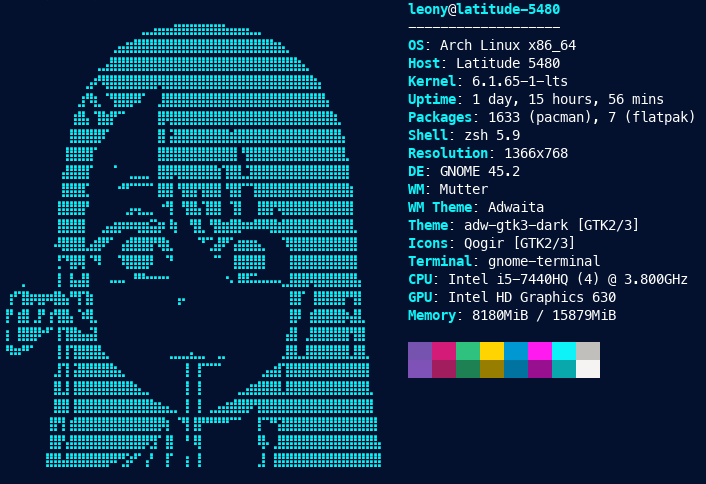 leony@latitude-5480
-------------------
OS: Arch Linux x86_64
Host: Latitude 5480
Kernel: 6.1.65-1-lts
Uptime: 1 day, 15 hours, 56 mins
Packages: 1633 (pacman), 7 (flatpak)
Shell: zsh 5.9
Resolution: 1366x768
DE: GNOME 45.2
WM: Mutter
WM Theme: Adwaita
Theme: adw-gtk3-dark [GTK2/3]
Icons: Qogir [GTK2/3]
Terminal: gnome-terminal
CPU: Intel i5-7440HQ (4) @ 3.800GHz
GPU: Intel HD Graphics 630
Memory: 8180MiB / 15879MiB